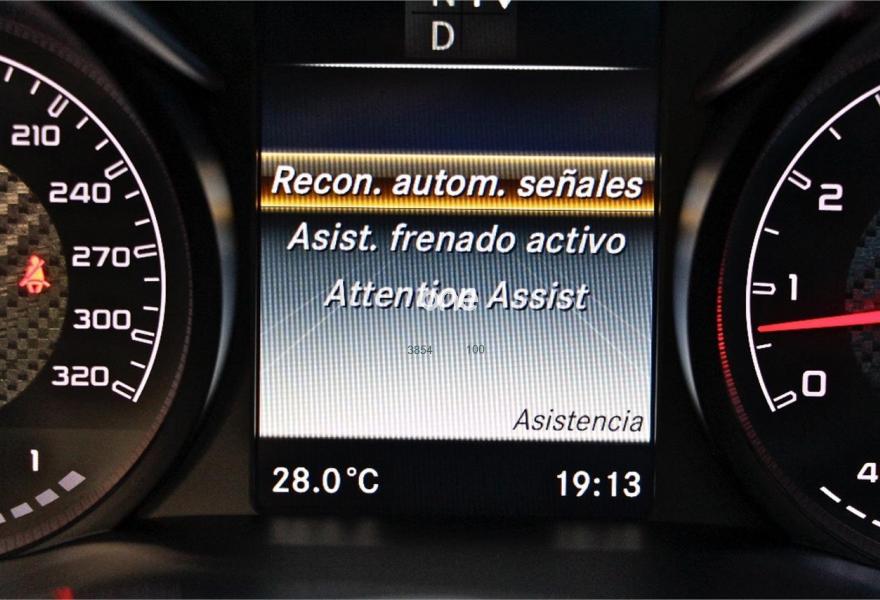 D
210
240
270
300
320
1
Recon. autom. señales
Asist. frenado activo
Attention Assist
one
3854 100
Asistencia
28.0°C 19:13
2
1
0
4